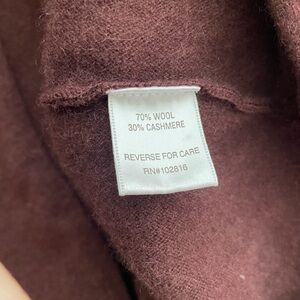 70% WOOL
30% CASHMERE
REVERSE FOR CARE
RN#102816